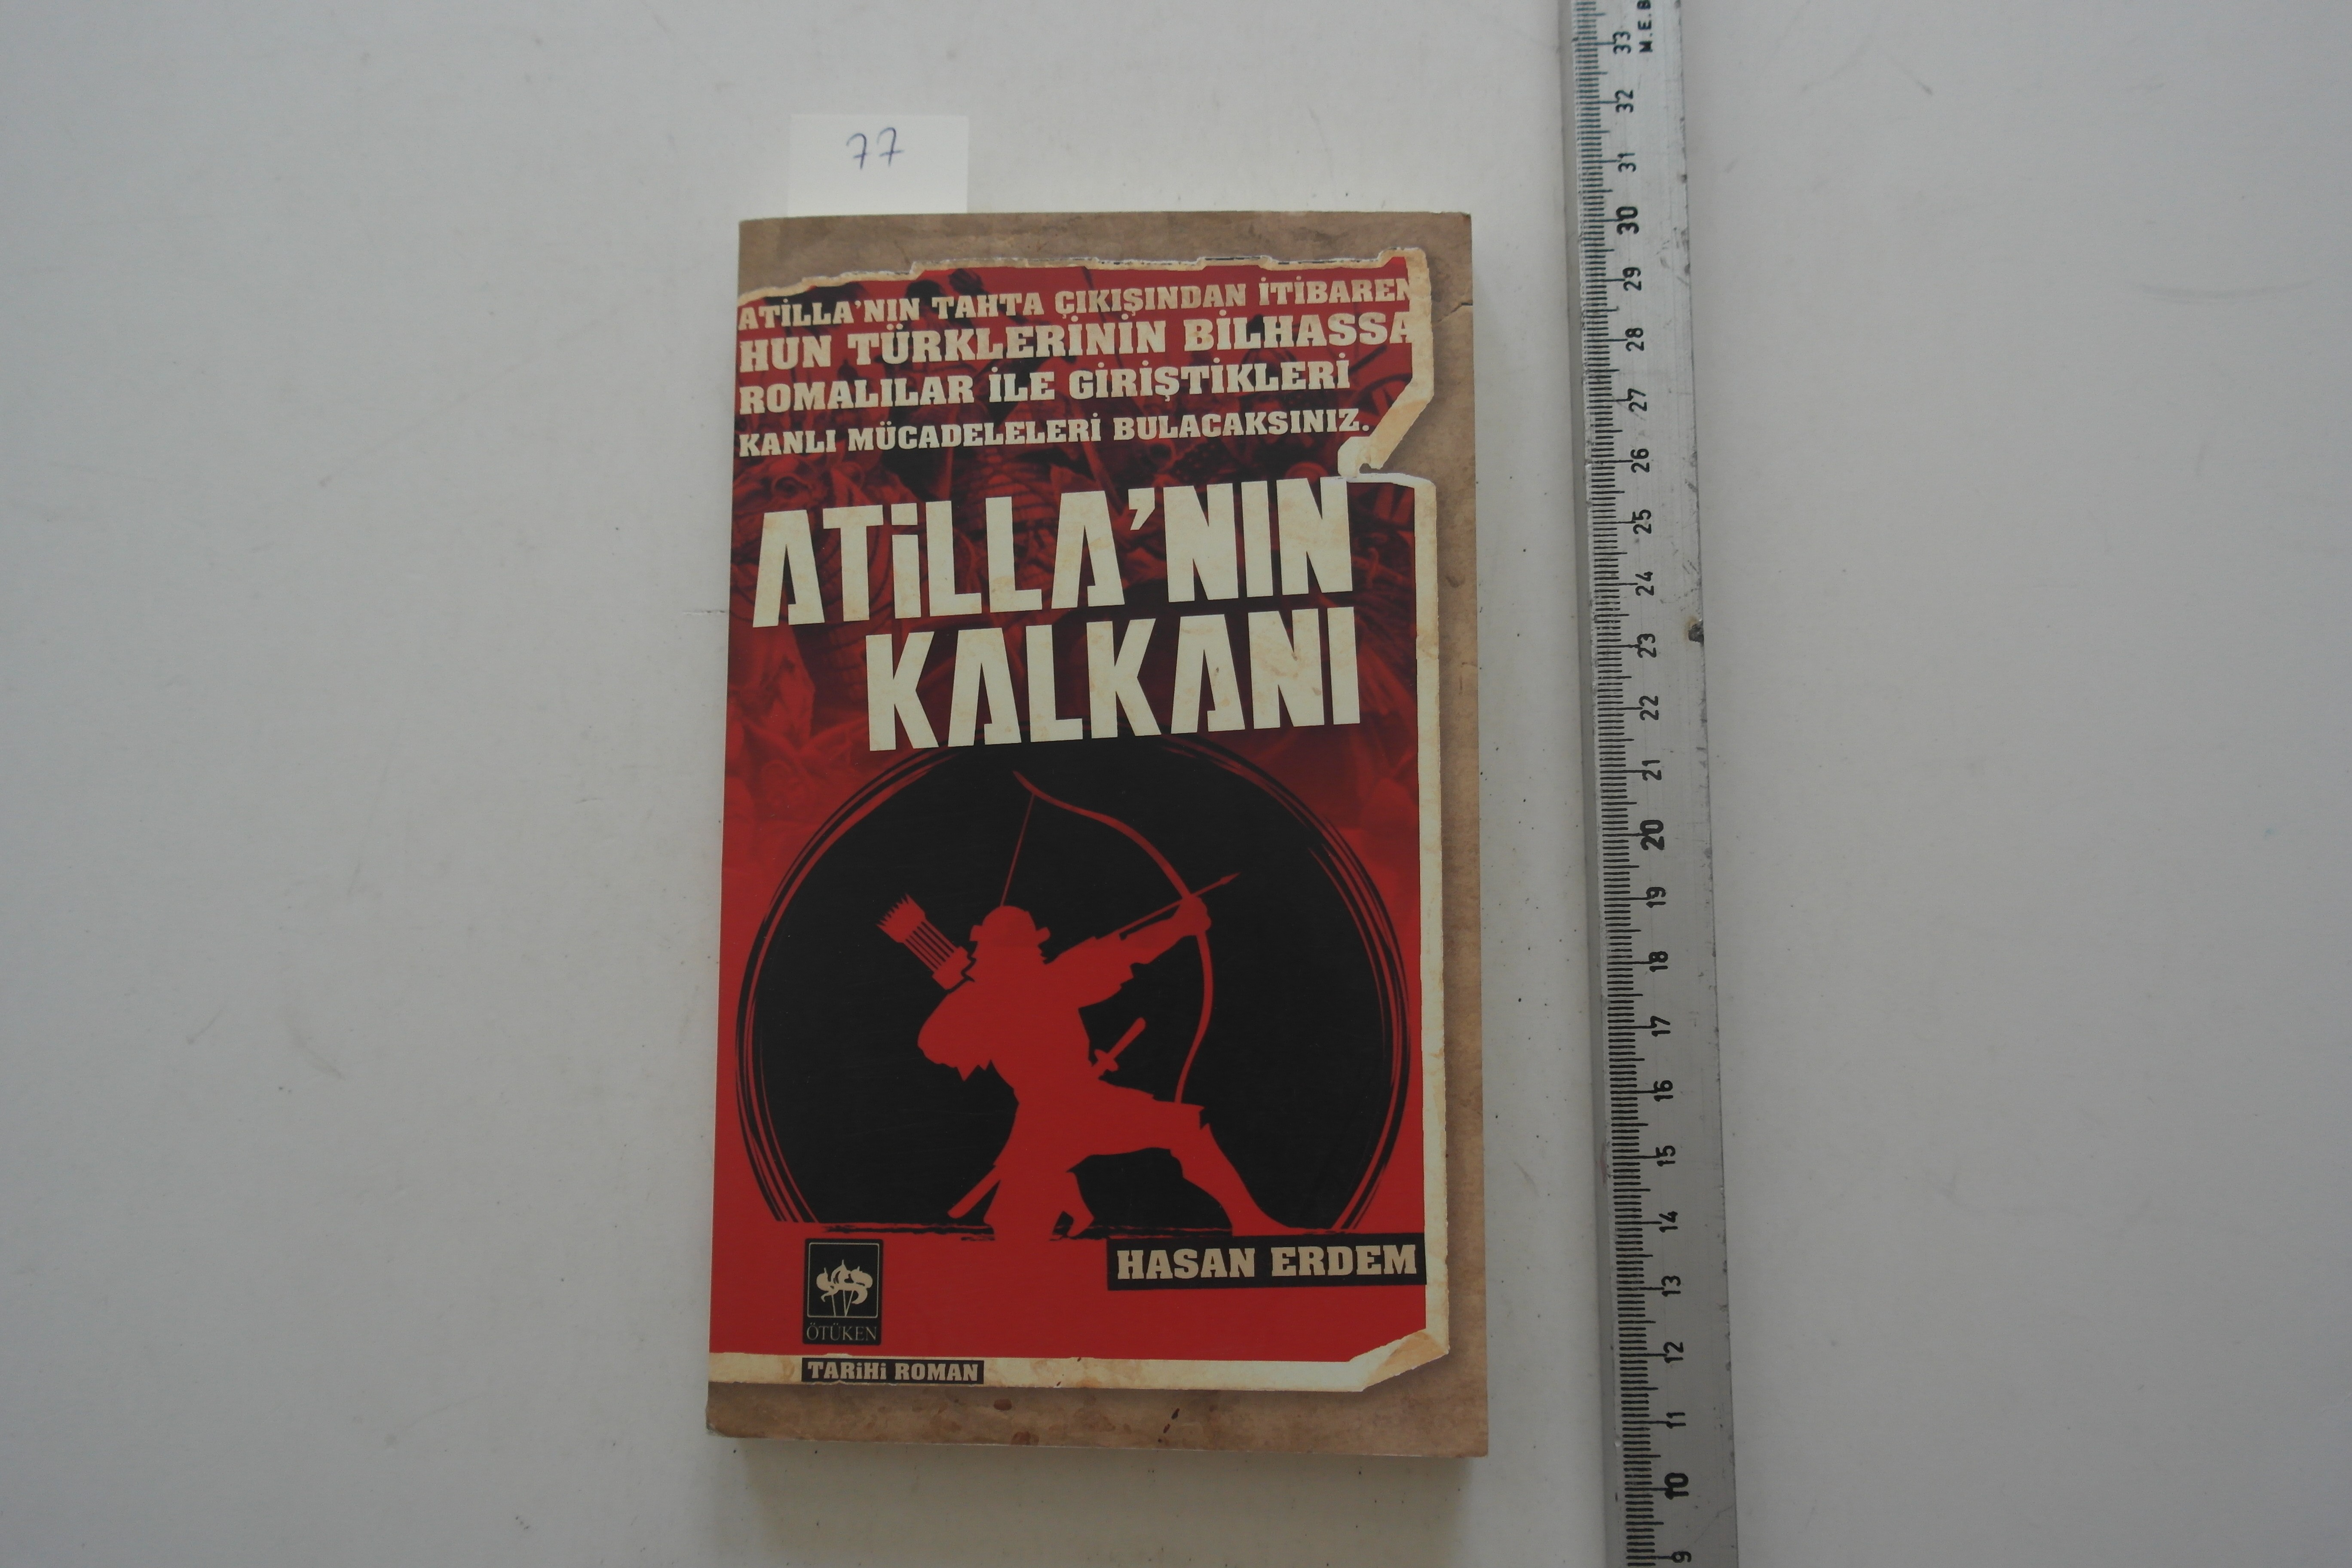 77
ATİLLA'NIN TAHTA ÇIKIŞINDAN İTİBAREN
HUN TÜRKLERİNİN BİLHASSA
ROMALILAR İLE GİRİŞTİKLERİ
KANLI MÜCADELELERİ BULACAKSINIZ.
ATİLLA'NIN
KALKANI
HASAN ERDEM
ÖTÜKEN
TARİHİ ROMAN
M.E.B
33
32
31
30
29
28
27
26
25
24
23
22
21
20
19
18
17
16
15
14
13
12
11
10
9